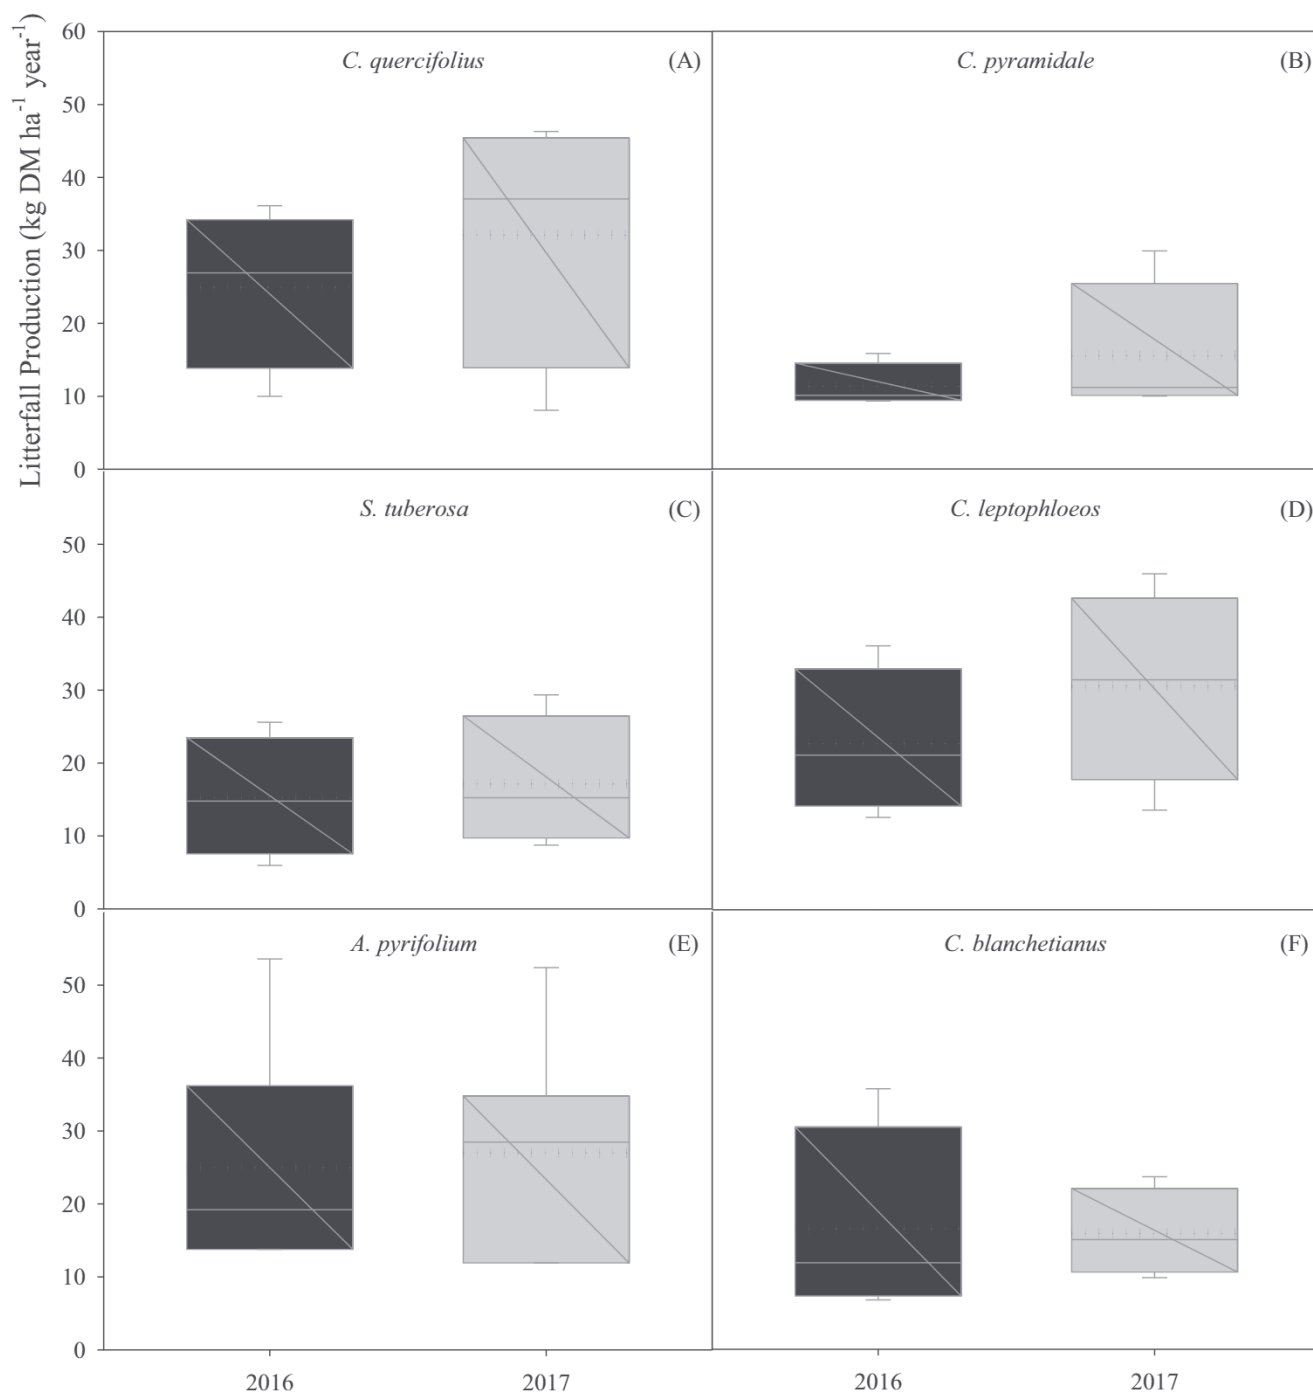 Litterfall Production (kg DM ha-1 year-1)
60
50
40
30
20
10
0
C. quercifolius
(A)
C. pyramidale
(B)
50
40
30
20
10
0
S. tuberosa
(C)
C. leptophloeos
(D)
50
40
30
20
10
0
A. pyrifolium
(E)
C. blanchetianus
(F)
2016
2017
2016
2017